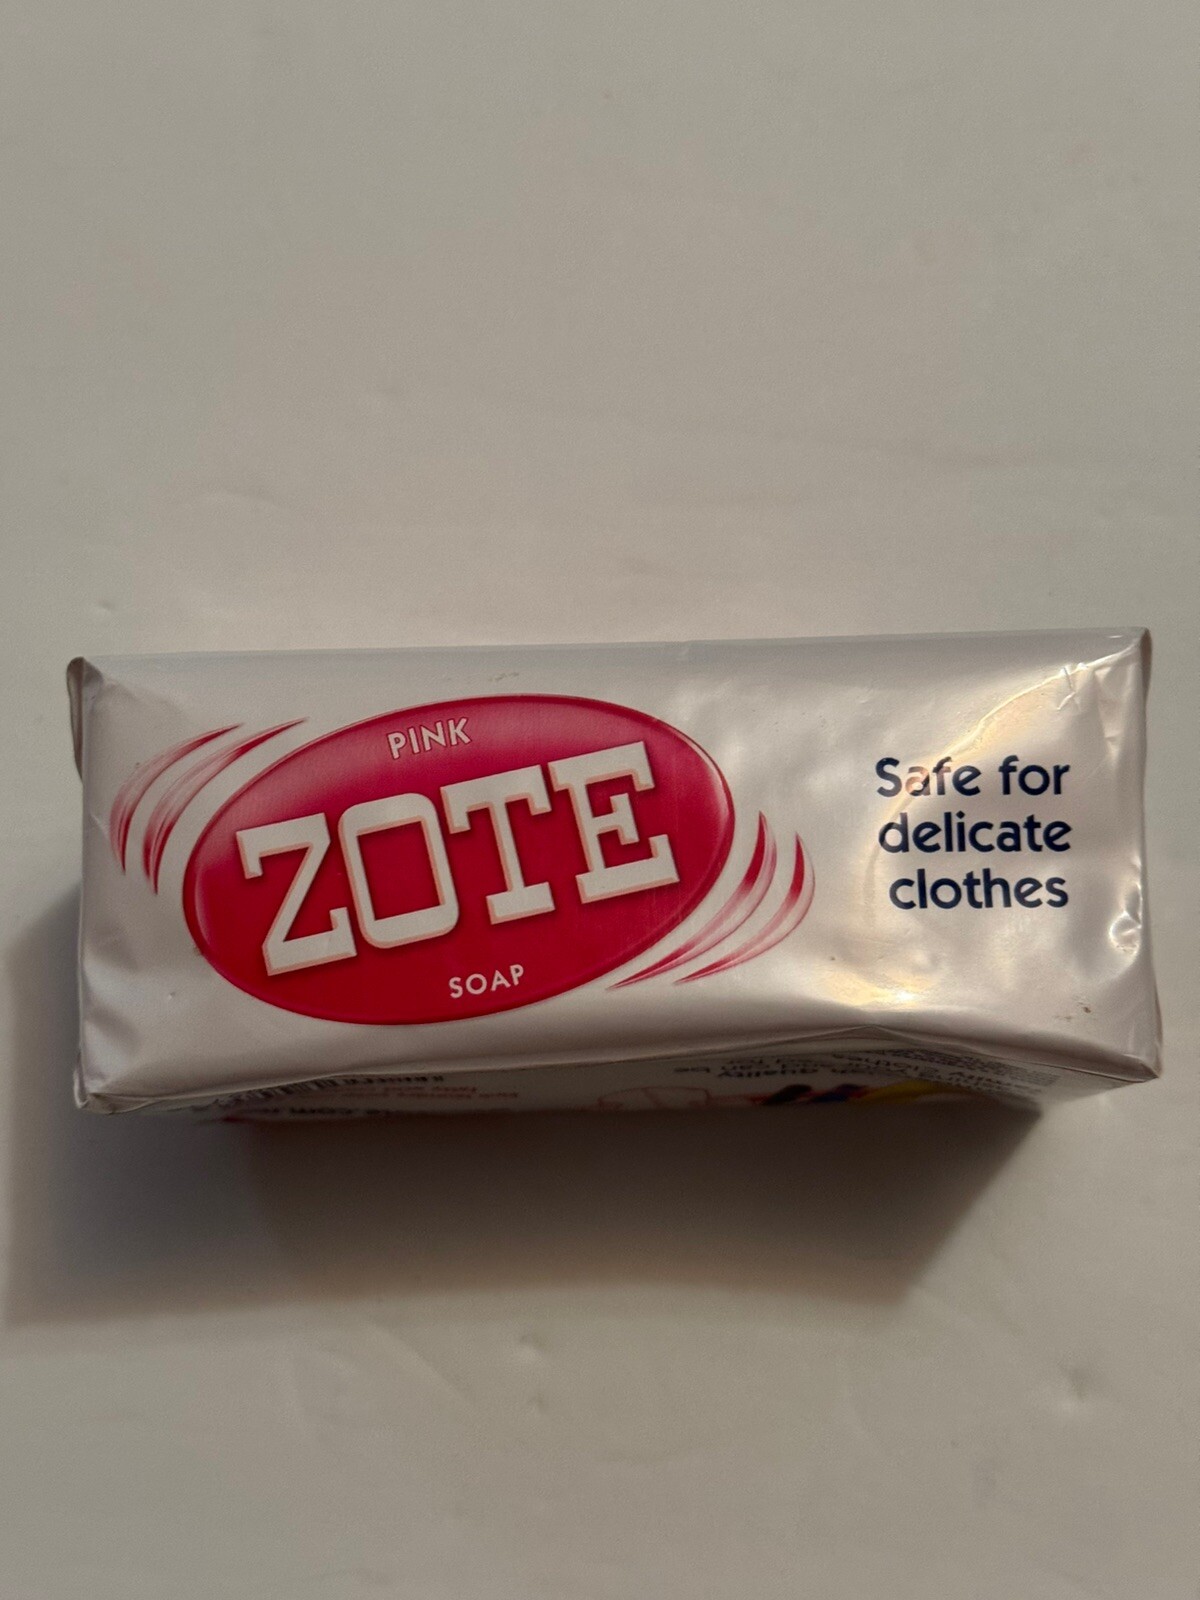 PINK
ZOTE
SOAP
Safe for
delicate
clothes